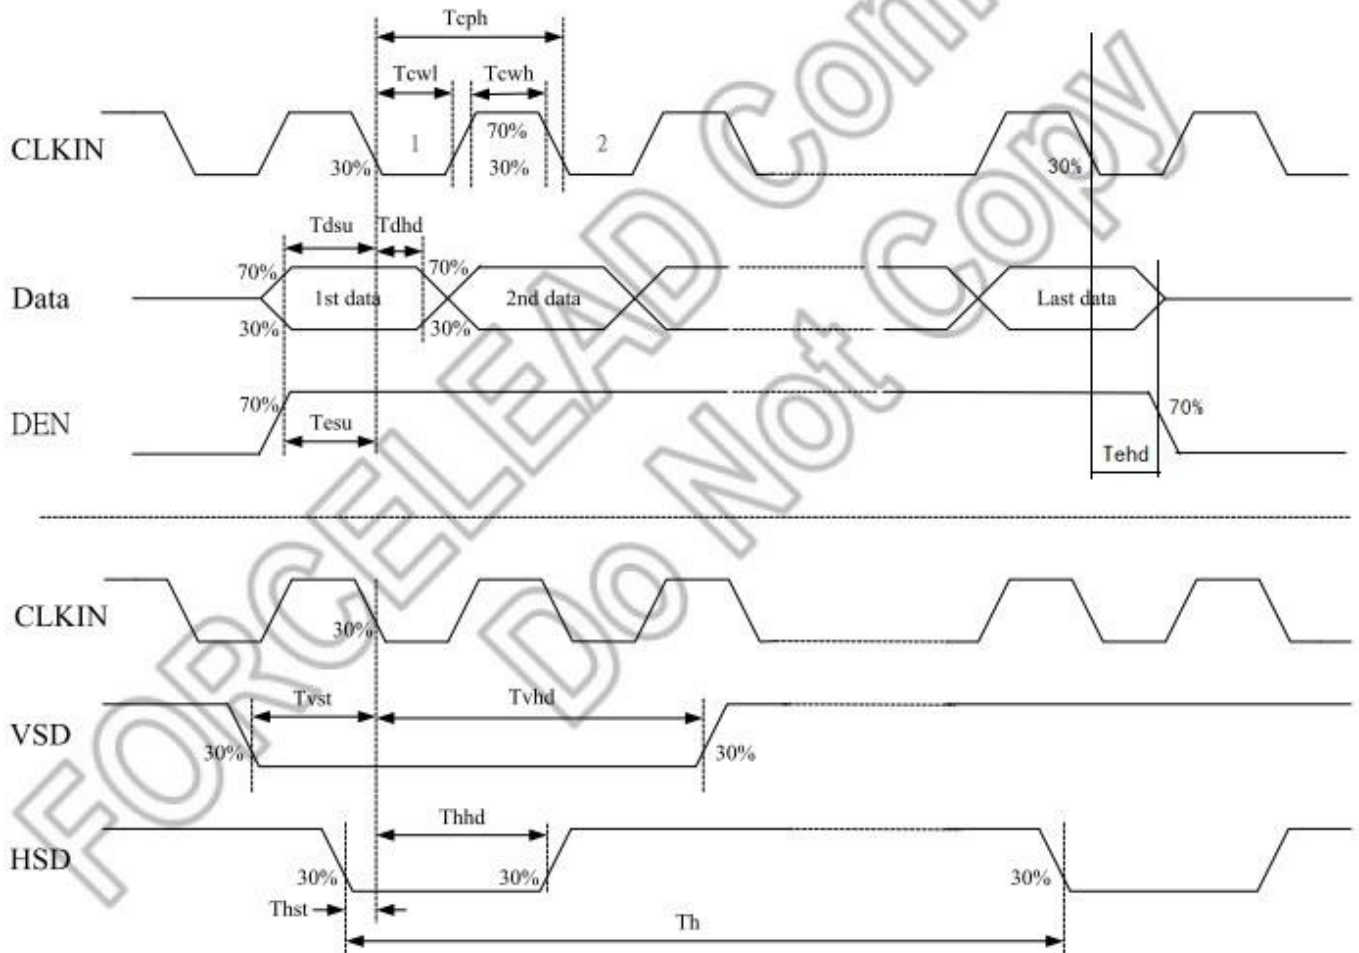 Tcph
Tcwl Tcwh
CLKIN 30% 1 70% 30% 2 30%
Tdsu Tdhd
70% 70%
Data 1st data 2nd data Last data
30% 30%
70% 70%
DEN Tesu Tehd
CLKIN 30%
Tvst Tvhd
VSD 30% 30%
Thhd
HSD 30% 30% 30%
Thst
Th
FORCELEAD
Do Not Copy